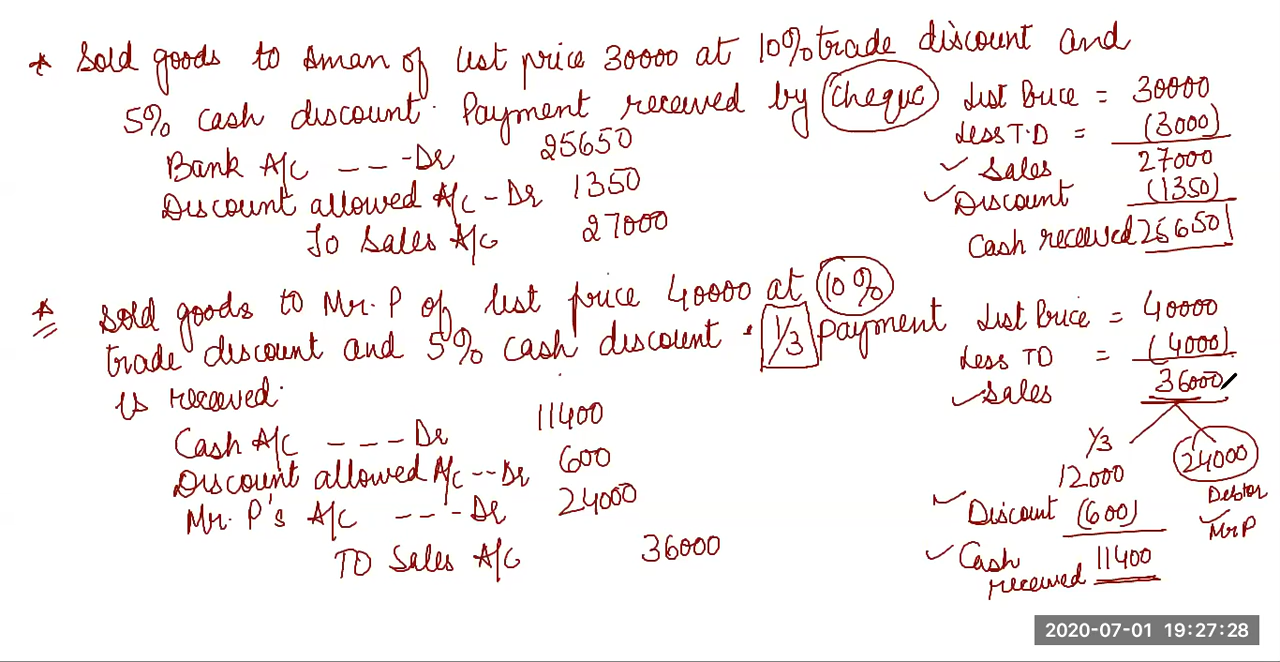 * Sold goods to Aman of list price 30000 at 10% trade discount and
5% cash discount. Payment received by cheque
Bank A/c --- Dr 25650
Discount allowed A/c - Dr 1350
To Sales A/c 27000
List Price = 30000
Less T.D = (3000)
✓ Sales 27000
✓ Discount (1350)
Cash received 25650
* Sold goods to Mr. P of list price 40000 at 10%
trade discount and 5% cash discount. 1/3 payment
is received.
Cash A/c --- Dr 11400
Discount allowed A/c -- Dr 600
Mr. P's A/c --- Dr 24000
TO Sales A/c 36000
List Price = 40000
Less TD = (4000)
✓ Sales 36000
1/3
12000 24000
✓ Discount (600) Debtor
✓ Mr P
✓ Cash received 11400
2020-07-01 19:27:28